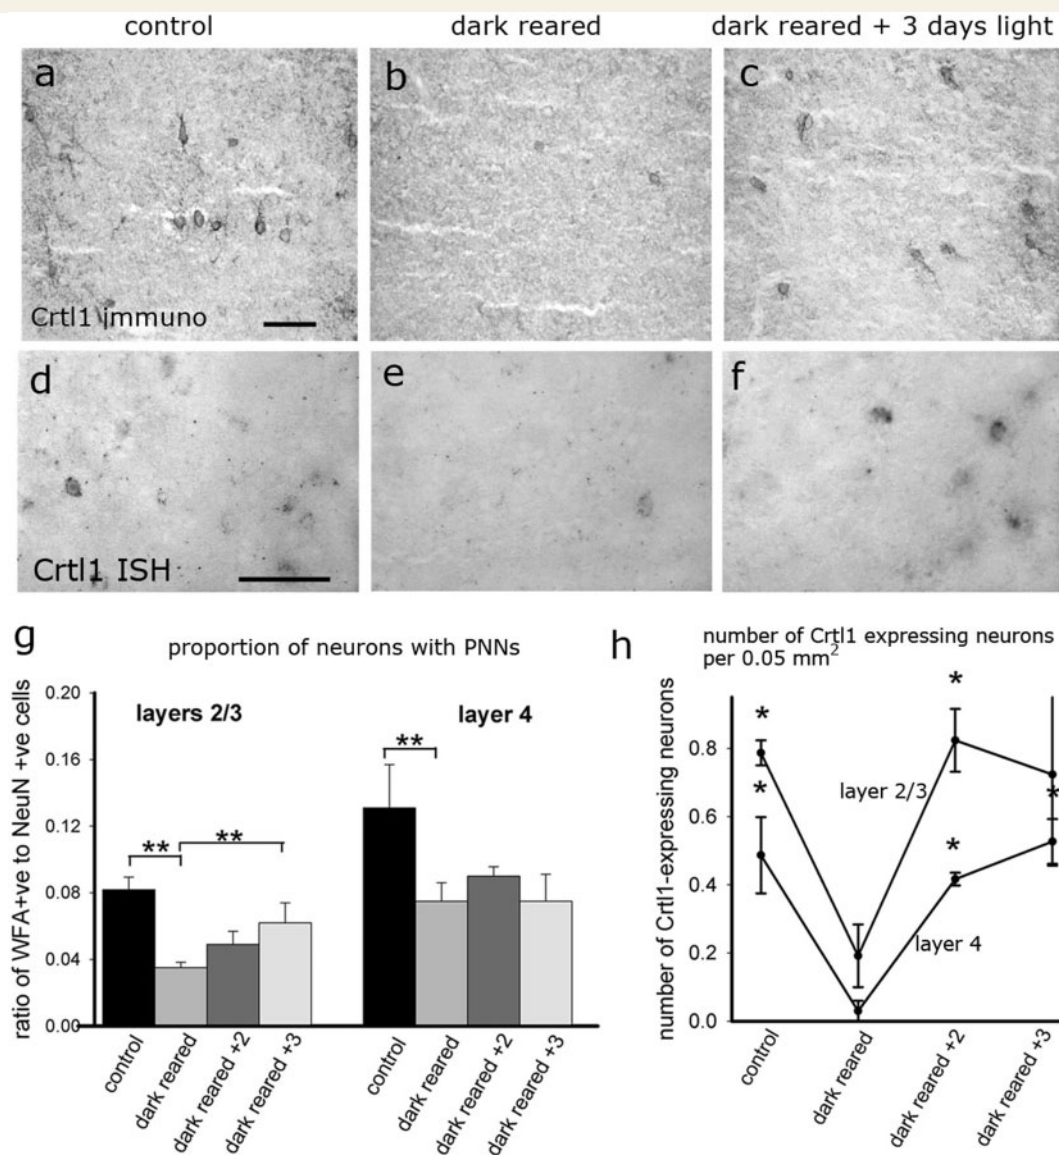 control
dark reared
dark reared + 3 days light
a
b
c
Crtl1 immuno
d
e
f
Crtl1 ISH
g
proportion of neurons with PNNs
ratio of WFA+ve to NeuN +ve cells
0.20
0.16
0.12
0.08
0.04
0.00
layers 2/3
layer 4
**
**
**
control
dark reared
dark reared +2
dark reared +3
control
dark reared
dark reared +2
dark reared +3
h
number of Crtl1 expressing neurons
per 0.05 mm²
number of Crtl1-expressing neurons
0.8
0.6
0.4
0.2
0.0
*
*
*
*
*
layer 2/3
layer 4
control
dark reared
dark reared +2
dark reared +3